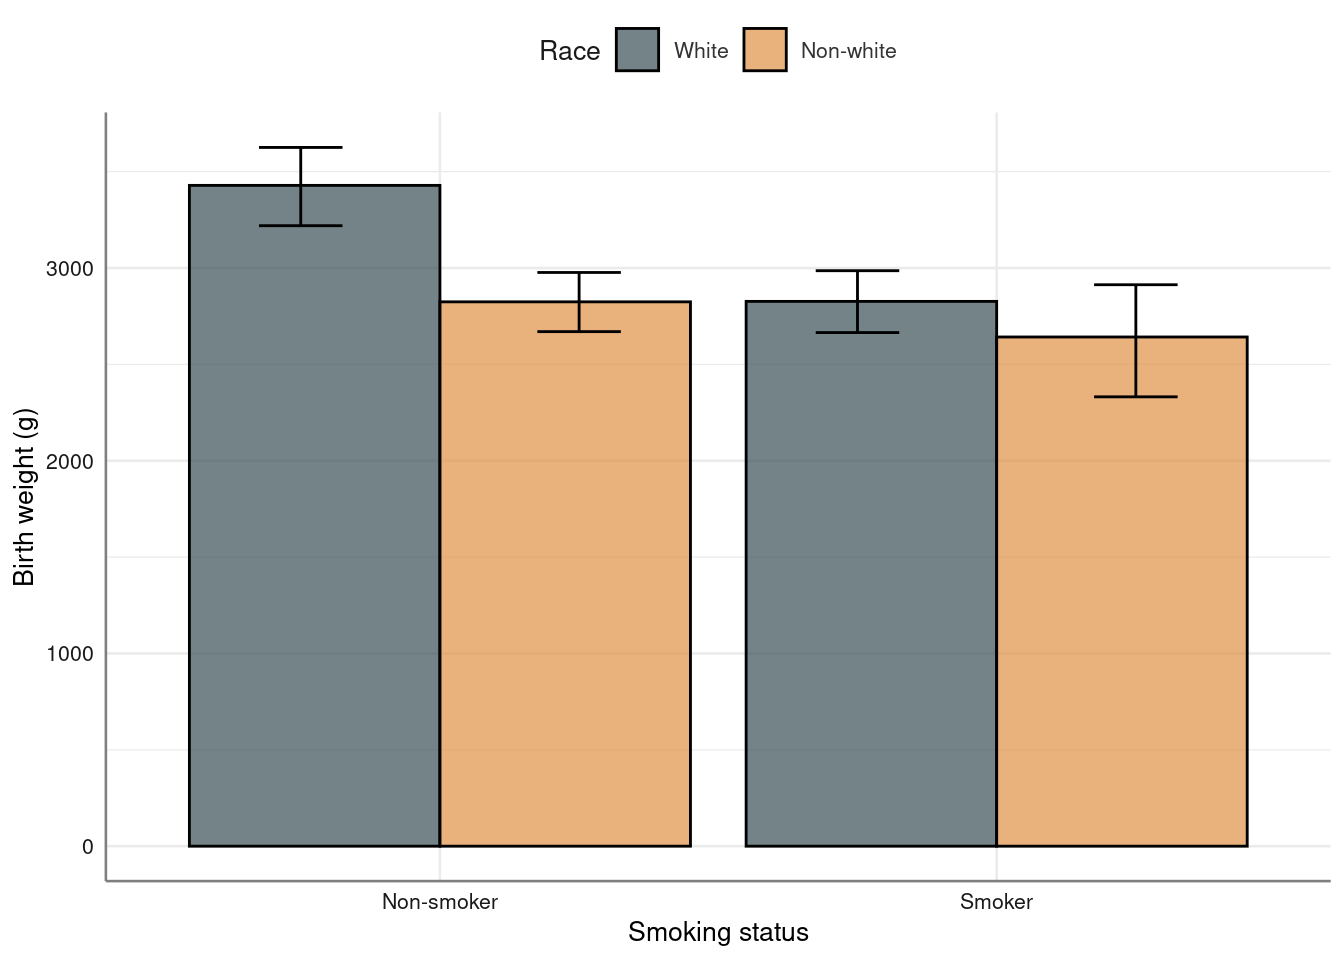 Race White Non-white
Birth weight (g)
3000
2000
1000
0
Non-smoker Smoker
Smoking status